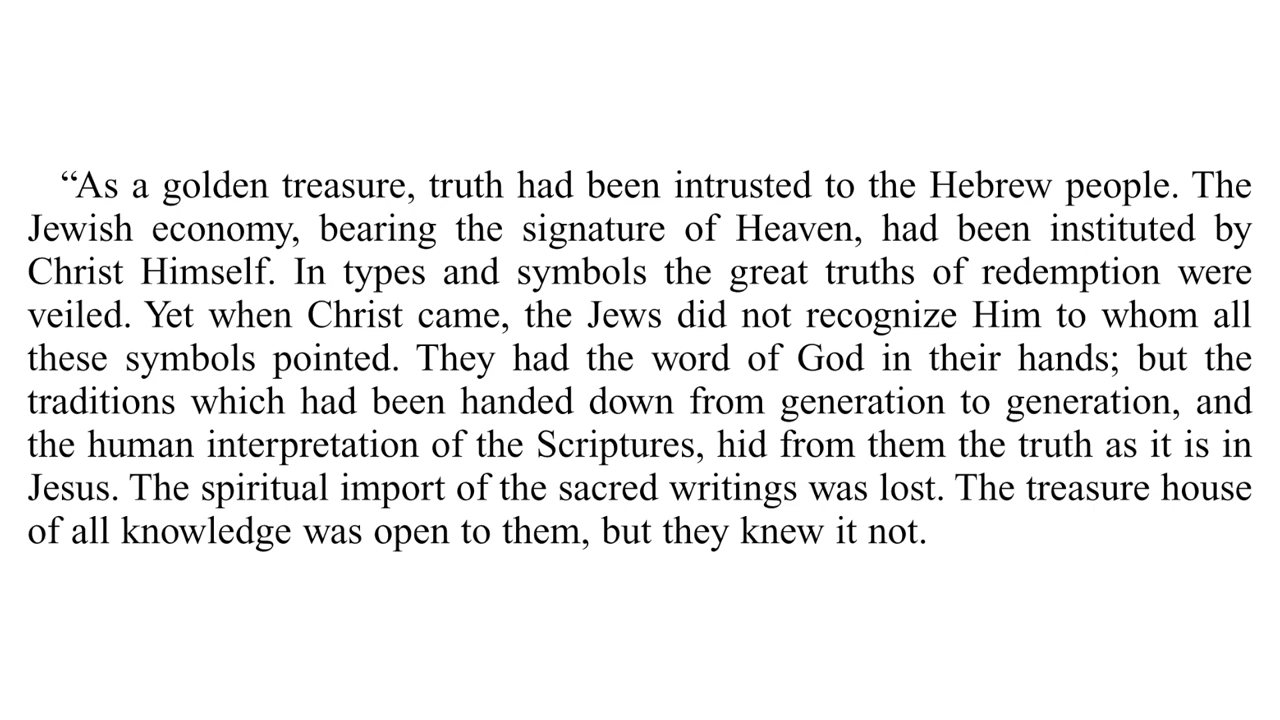 “As a golden treasure, truth had been intrusted to the Hebrew people. The
Jewish economy, bearing the signature of Heaven, had been instituted by
Christ Himself. In types and symbols the great truths of redemption were
veiled. Yet when Christ came, the Jews did not recognize Him to whom all
these symbols pointed. They had the word of God in their hands; but the
traditions which had been handed down from generation to generation, and
the human interpretation of the Scriptures, hid from them the truth as it is in
Jesus. The spiritual import of the sacred writings was lost. The treasure house
of all knowledge was open to them, but they knew it not.